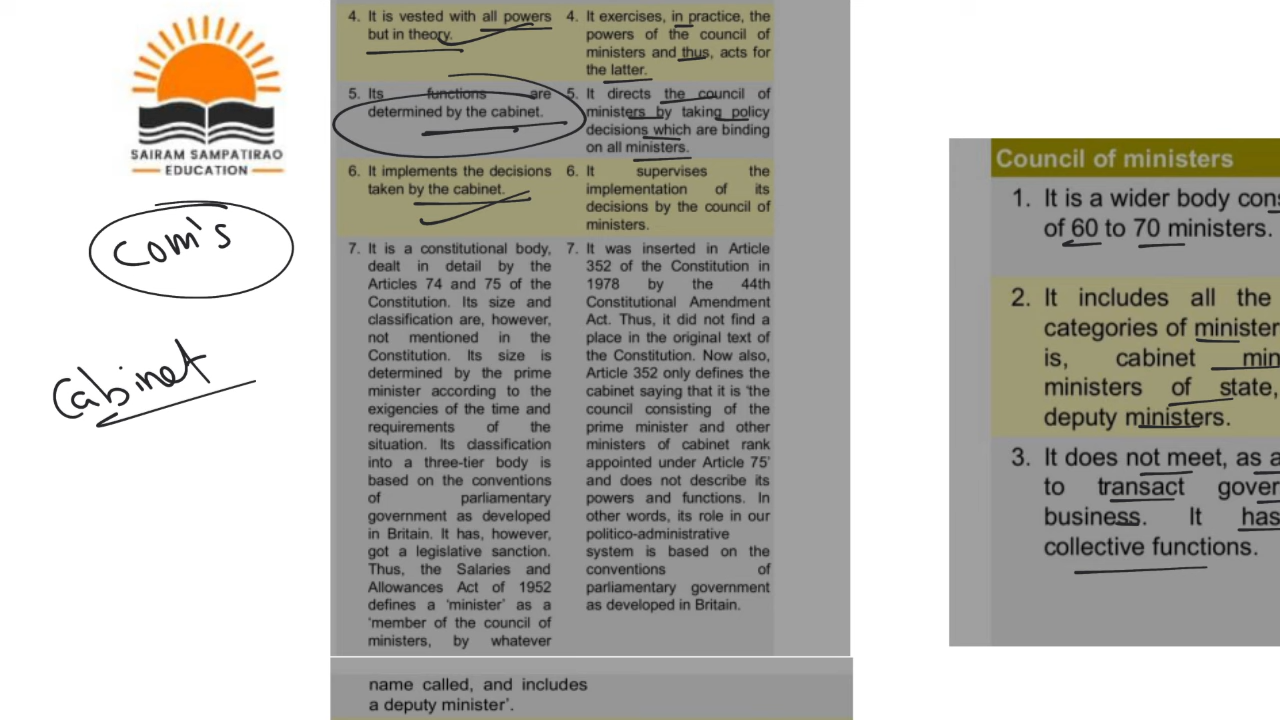 SAIRAM SAMPATIRAO
EDUCATION
Com's
Cabinet
4. It is vested with all powers
but in theory.
5. Its functions are
determined by the cabinet.
6. It implements the decisions
taken by the cabinet.
7. It is a constitutional body,
dealt in detail by the
Articles 74 and 75 of the
Constitution. Its size and
classification are, however,
not mentioned in the
Constitution. Its size is
determined by the prime
minister according to the
exigencies of the time and
requirements of the
situation. Its classification
into a three-tier body is
based on the conventions
of parliamentary
government as developed
in Britain. It has, however,
got a legislative sanction.
Thus, the Salaries and
Allowances Act of 1952
defines a 'minister' as a
'member of the council of
ministers, by whatever
name called, and includes
a deputy minister'.
4. It exercises, in practice, the
powers of the council of
ministers and thus, acts for
the latter.
5. It directs the council of
ministers by taking policy
decisions which are binding
on all ministers.
6. It supervises the
implementation of its
decisions by the council of
ministers.
7. It was inserted in Article
352 of the Constitution in
1978 by the 44th
Constitutional Amendment
Act. Thus, it did not find a
place in the original text of
the Constitution. Now also,
Article 352 only defines the
cabinet saying that it is 'the
council consisting of the
prime minister and other
ministers of cabinet rank
appointed under Article 75'
and does not describe its
powers and functions. In
other words, its role in our
politico-administrative
system is based on the
conventions of
parliamentary government
as developed in Britain.
Council of ministers
1. It is a wider body cons
of 60 to 70 ministers.
2. It includes all the
categories of minister
is, cabinet min
ministers of state,
deputy ministers.
3. It does not meet, as a
to transact gover
business. It has
collective functions.